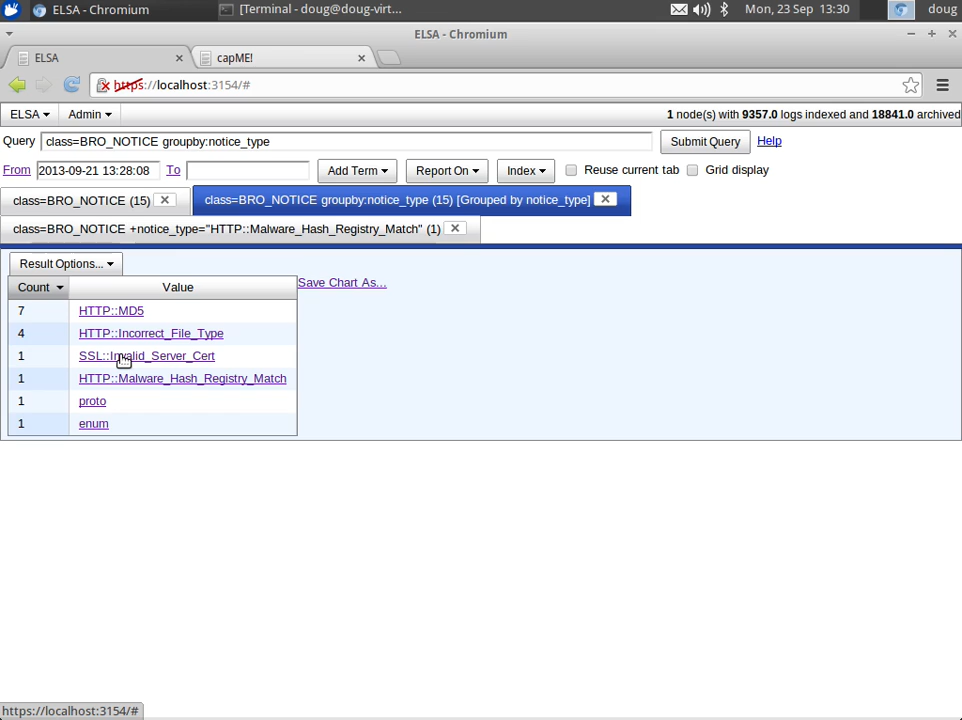 ELSA - Chromium
[Terminal - doug@doug-virt...
Mon, 23 Sep 13:30
doug
ELSA - Chromium
ELSA
capME!
https://localhost:3154/#
ELSA
Admin
1 node(s) with 9357.0 logs indexed and 18841.0 archived
Query
class=BRO_NOTICE groupby:notice_type
Submit Query
Help
From
2013-09-21 13:28:08
To
Add Term
Report On
Index
Reuse current tab
Grid display
class=BRO_NOTICE (15)
class=BRO_NOTICE groupby:notice_type (15) [Grouped by notice_type]
class=BRO_NOTICE +notice_type="HTTP::Malware_Hash_Registry_Match" (1)
Result Options...
Save Chart As...
Count Value
7 HTTP::MD5
4 HTTP::Incorrect_File_Type
1 SSL::Invalid_Server_Cert
1 HTTP::Malware_Hash_Registry_Match
1 proto
1 enum
https://localhost:3154/#